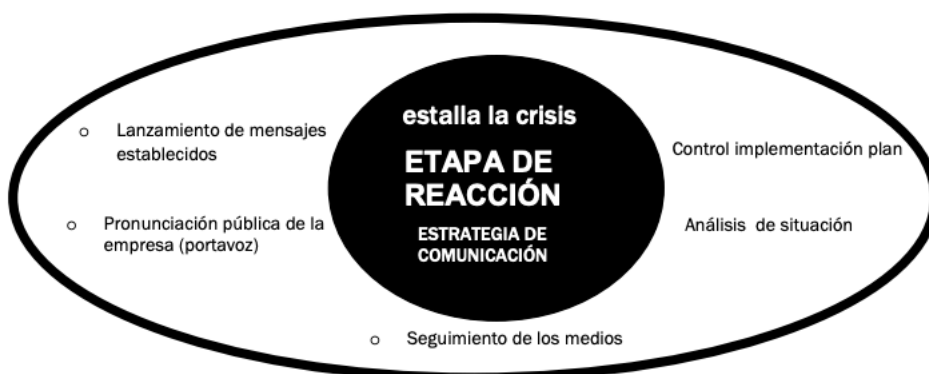 estalla la crisis
ETAPA DE
REACCIÓN
ESTRATEGIA DE
COMUNICACIÓN
Lanzamiento de mensajes
establecidos
Pronunciación pública de la
empresa (portavoz)
Seguimiento de los medios
Control implementación plan
Análisis de situación